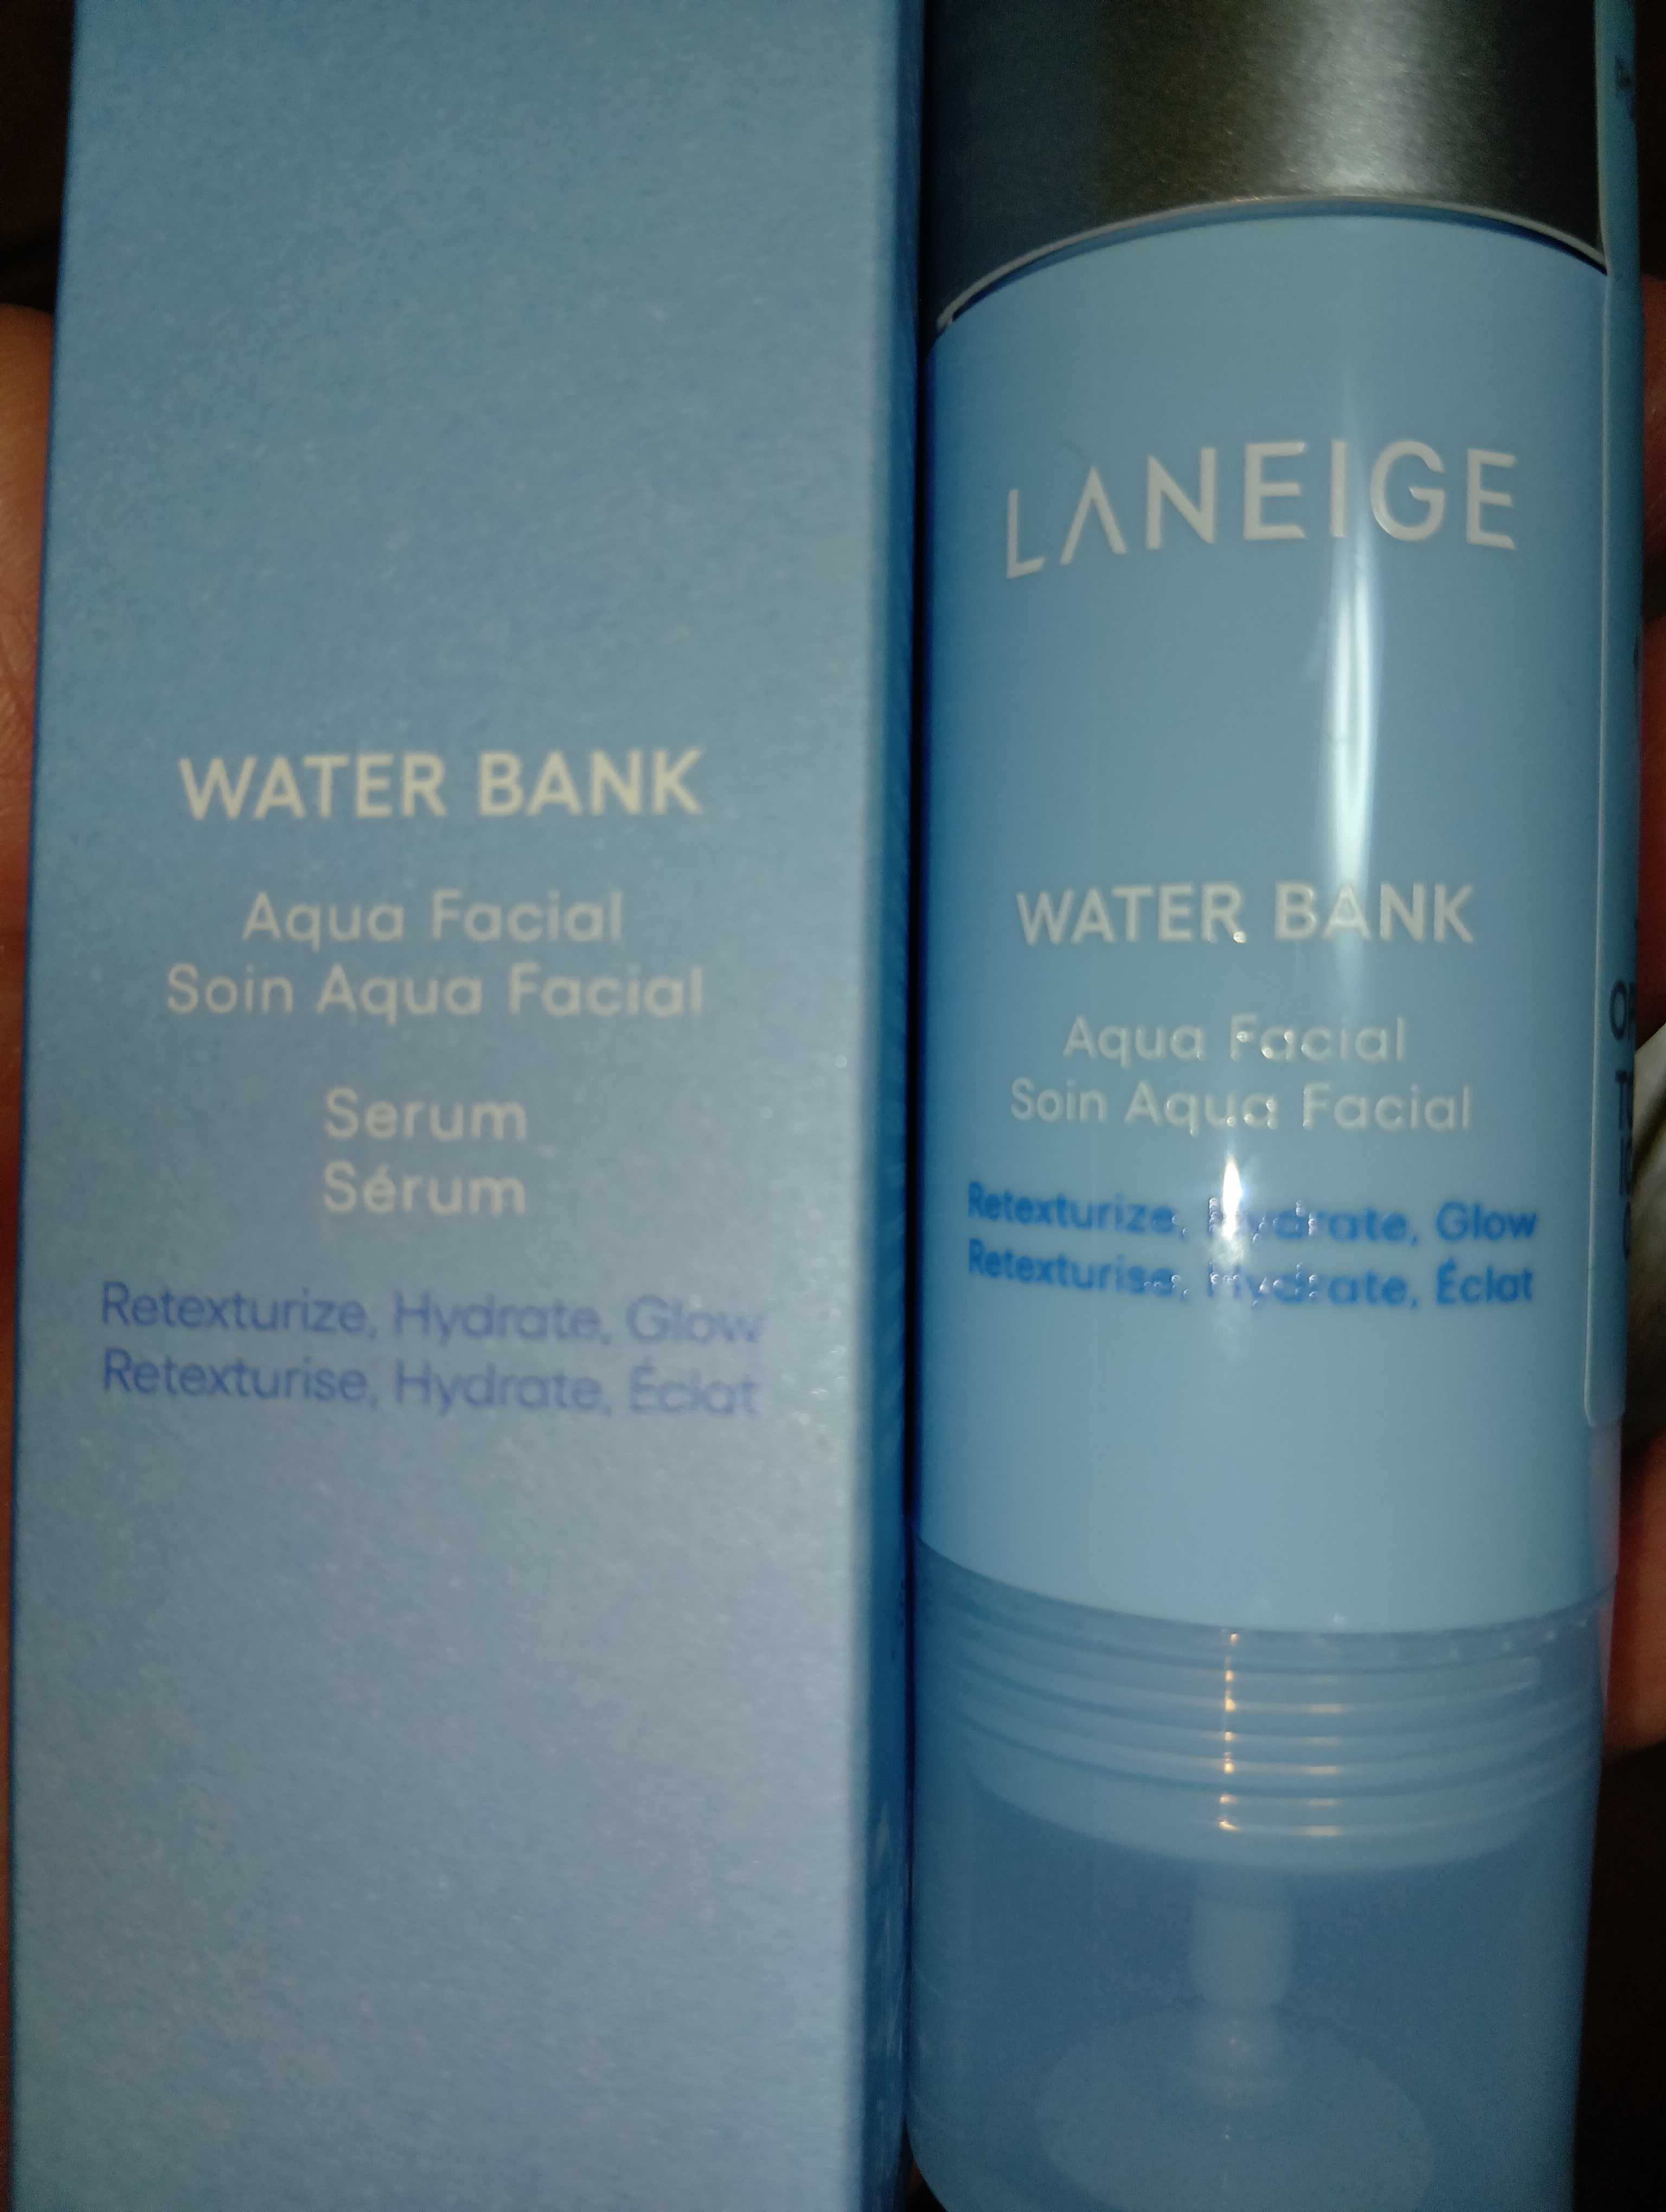 WATER BANK
Aqua Facial
Soin Aqua Facial
Serum
Sérum
Retexturize, Hydrate, Glow
Retexturise, Hydrate, Éclat
LANEIGE
WATER BANK
Aqua Facial
Soin Aqua Facial
Retexturize, Hydrate, Glow
Retexturise, Hydrate, Éclat